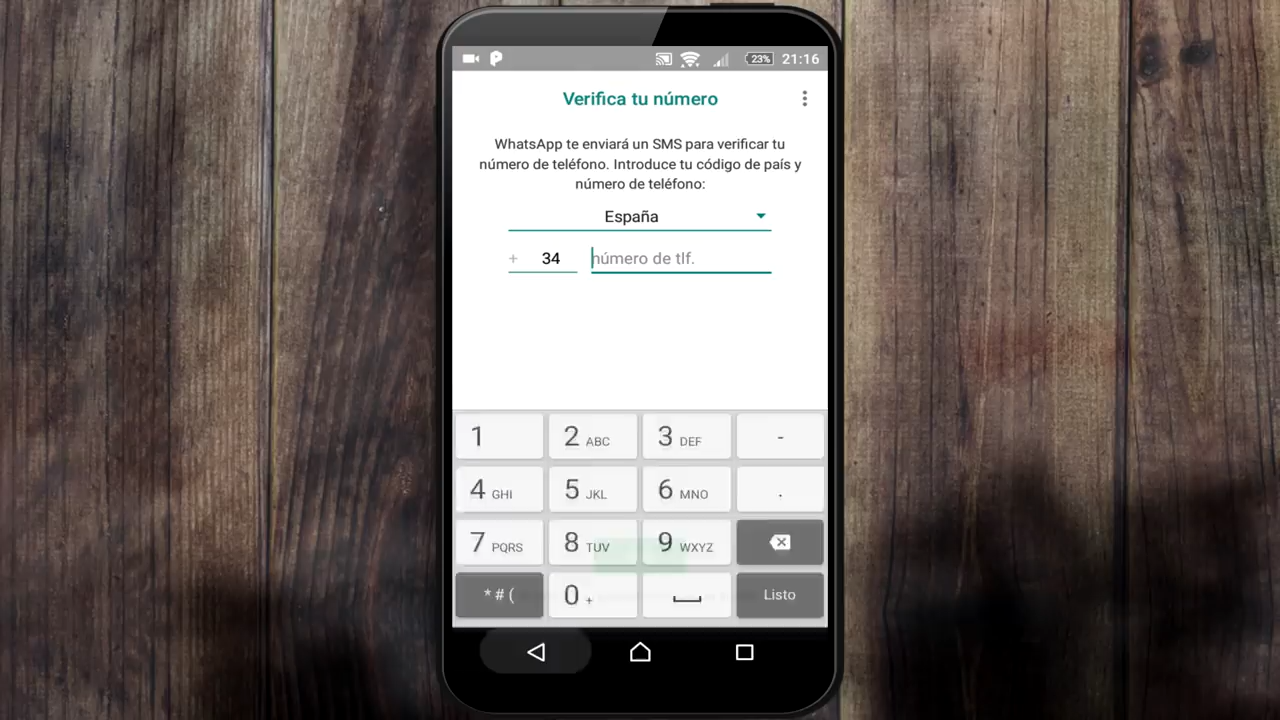 23% 21:16
Verifica tu número
WhatsApp te enviará un SMS para verificar tu
número de teléfono. Introduce tu código de país y
número de teléfono:
España
+ 34 número de tlf.
1 2 ABC 3 DEF -
4 GHI 5 JKL 6 MNO .
7 PQRS 8 TUV 9 WXYZ
* # ( 0 + Listo